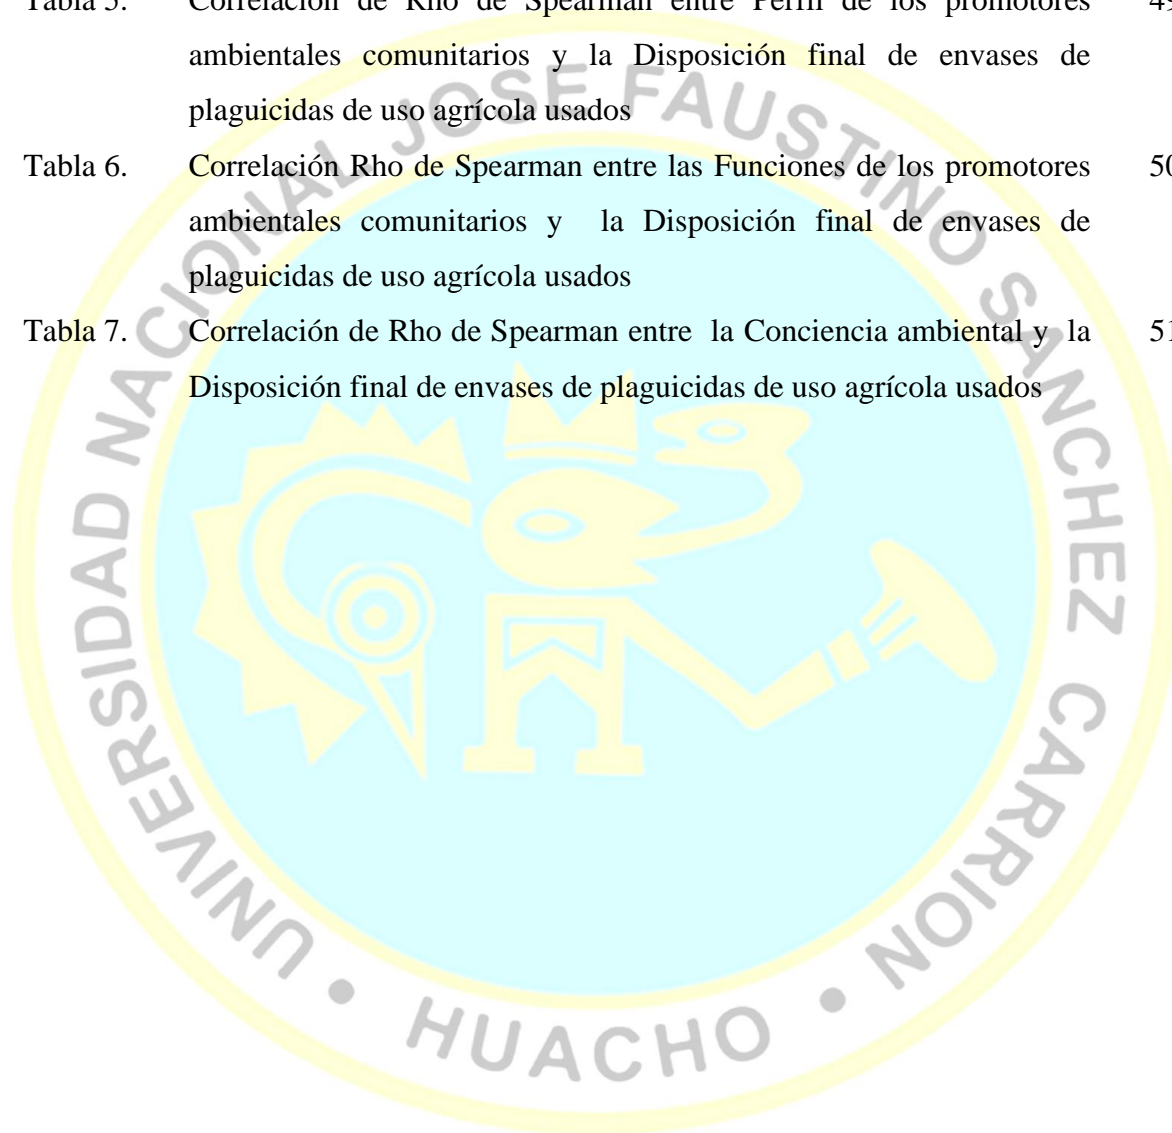 Tabla 5. Correlación de Rho de Spearman entre Perfil de los promotores 49
ambientales comunitarios y la Disposición final de envases de
plaguicidas de uso agrícola usados
Tabla 6. Correlación Rho de Spearman entre las Funciones de los promotores 50
ambientales comunitarios y la Disposición final de envases de
plaguicidas de uso agrícola usados
Tabla 7. Correlación de Rho de Spearman entre la Conciencia ambiental y la 51
Disposición final de envases de plaguicidas de uso agrícola usados
UNIVERSIDAD NACIONAL JOSE FAUSTINO SANCHEZ CARRION
• HUACHO •